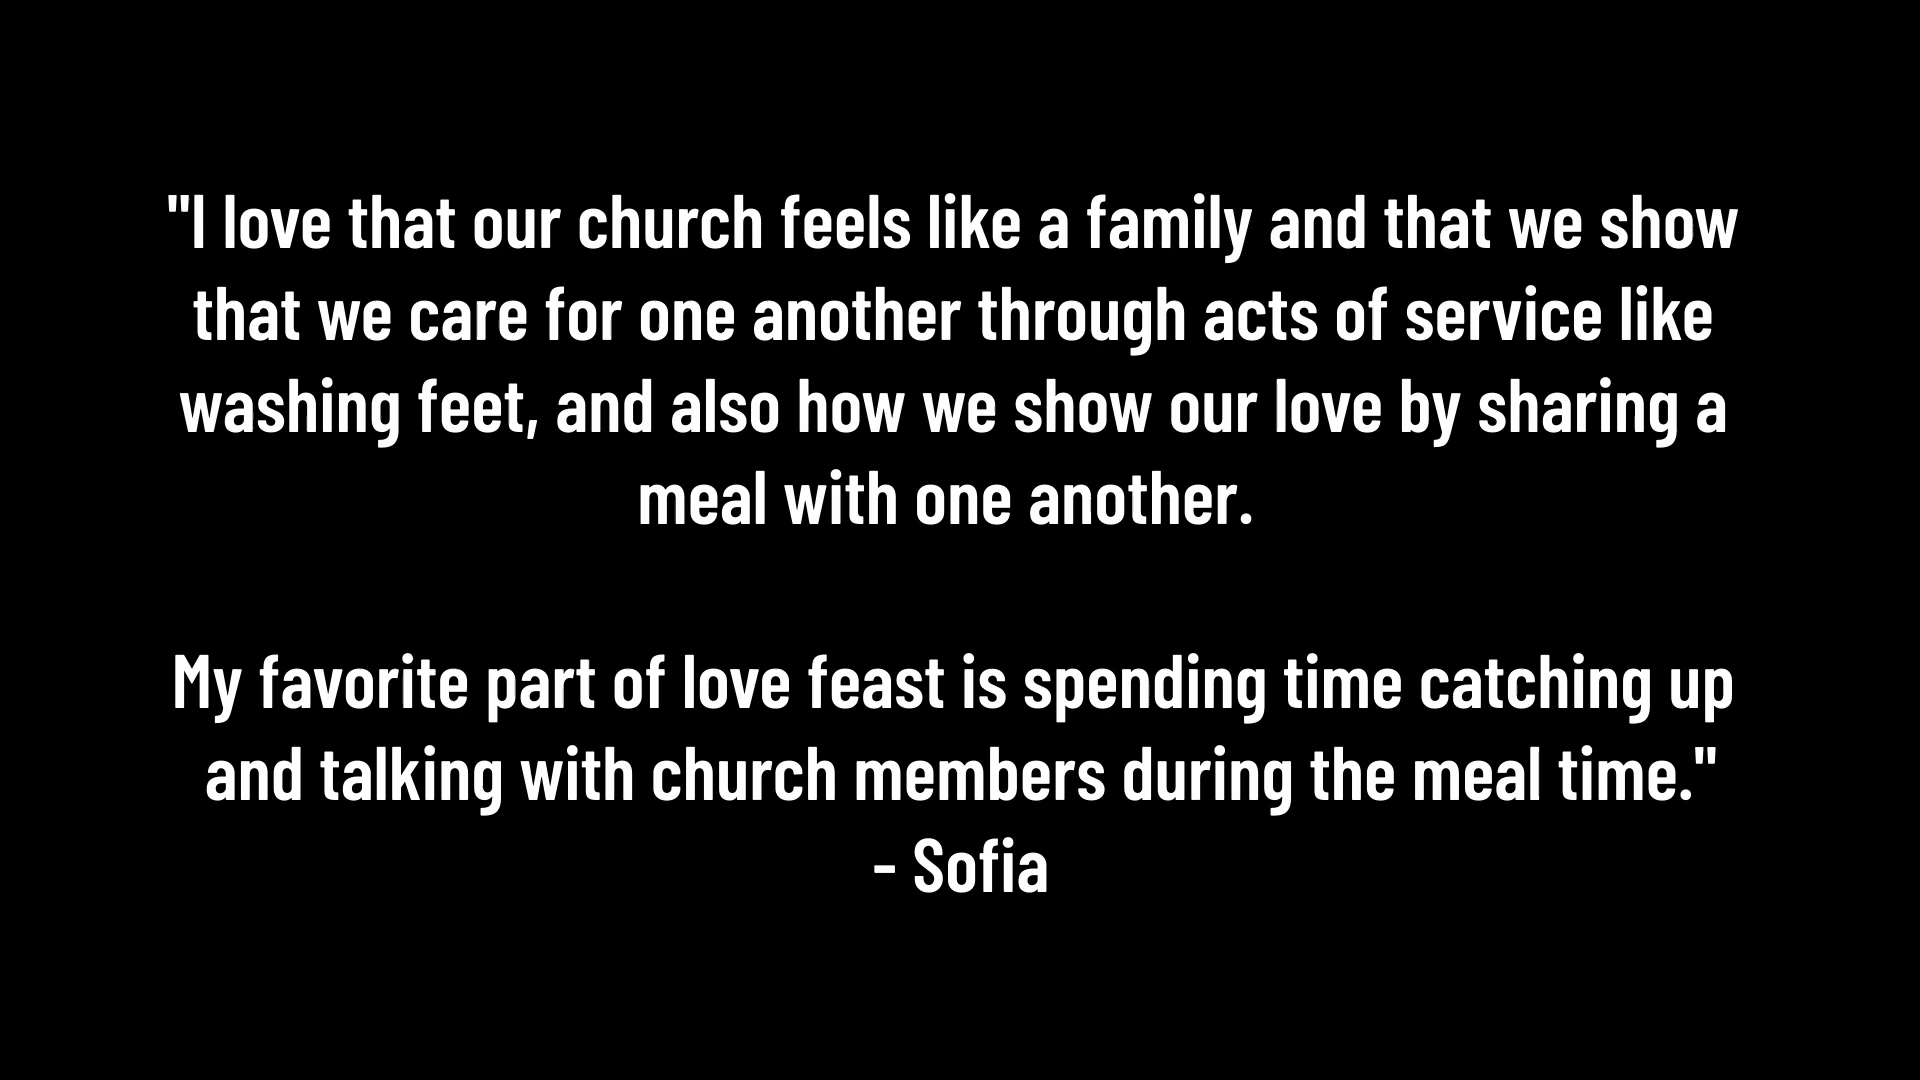 "I love that our church feels like a family and that we show
that we care for one another through acts of service like
washing feet, and also how we show our love by sharing a
meal with one another.
My favorite part of love feast is spending time catching up
and talking with church members during the meal time."
- Sofia